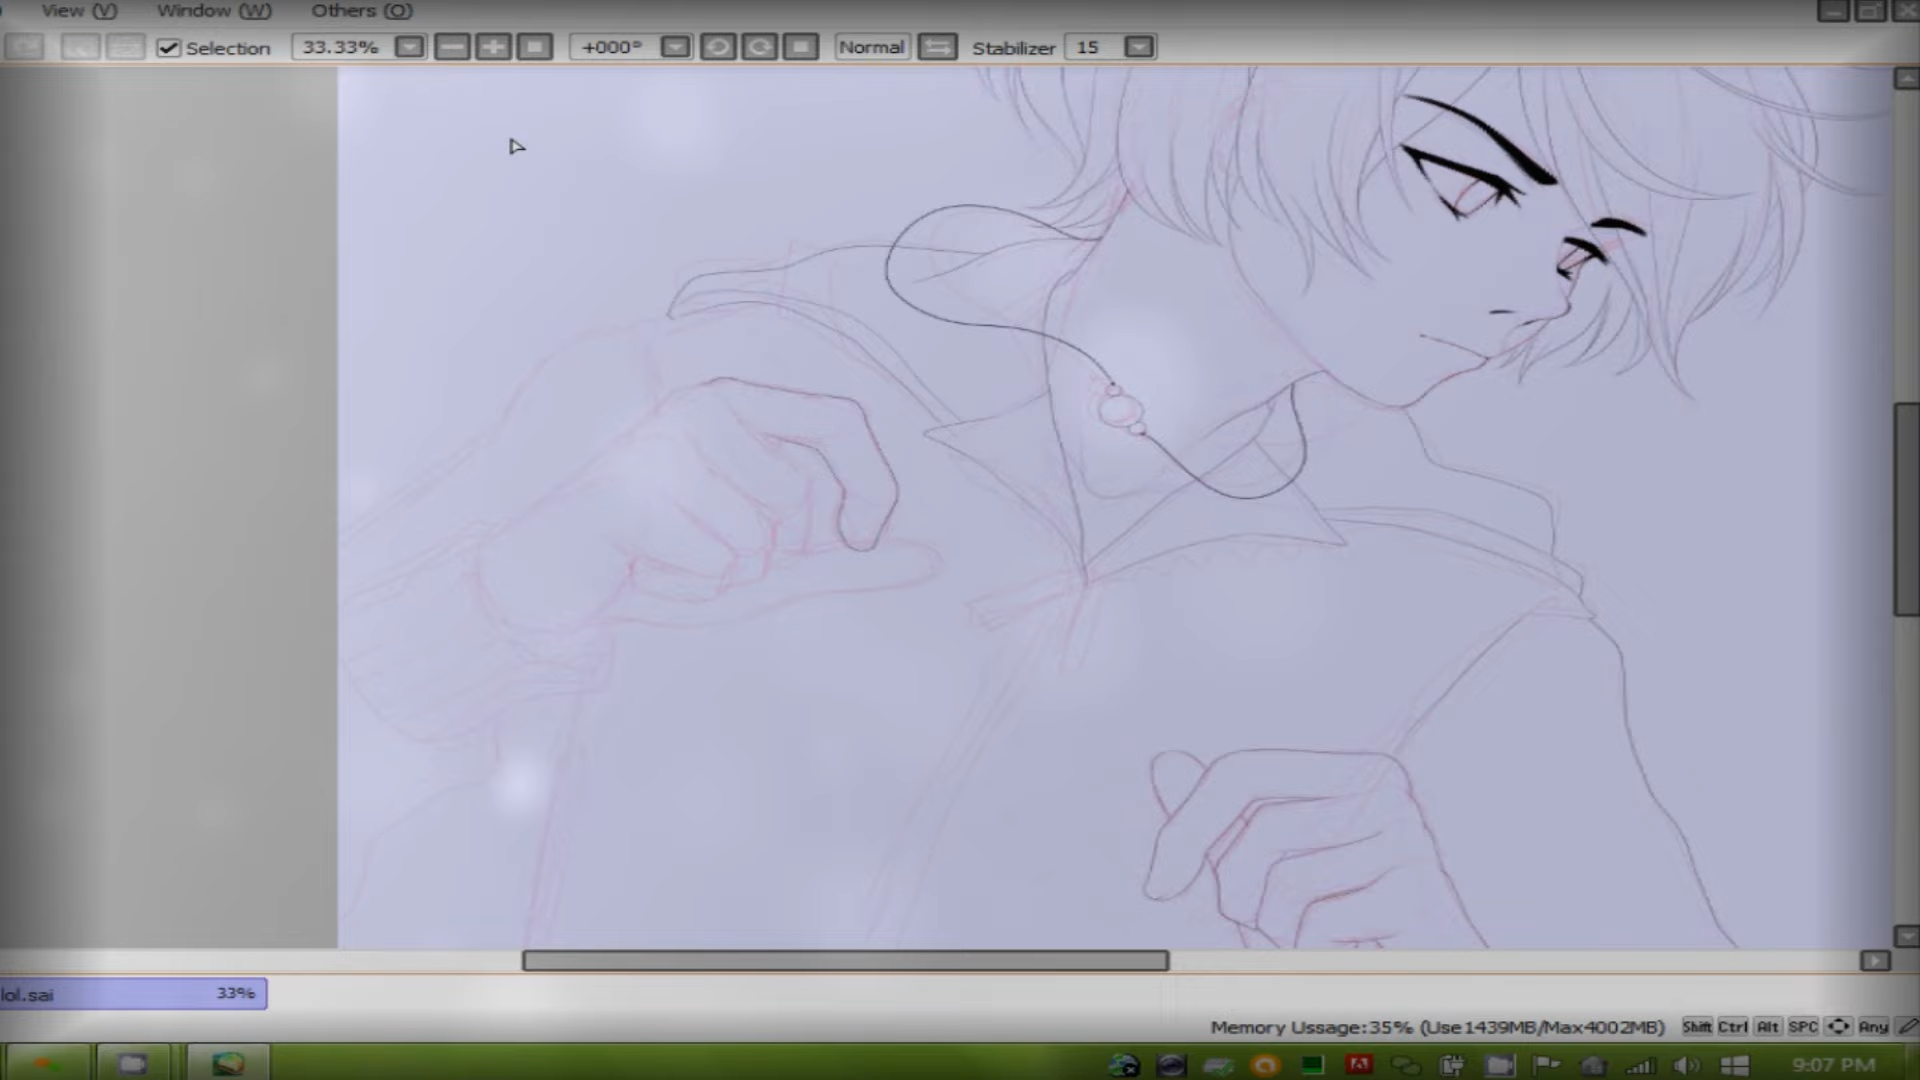 View (V) Window (W) Others (O)
Selection 33.33% +000° Normal Stabilizer 15
lol.sai 33%
Memory Ussage:35% (Use1439MB/Max4002MB) Shift Ctrl Alt SPC Any
9:07 PM